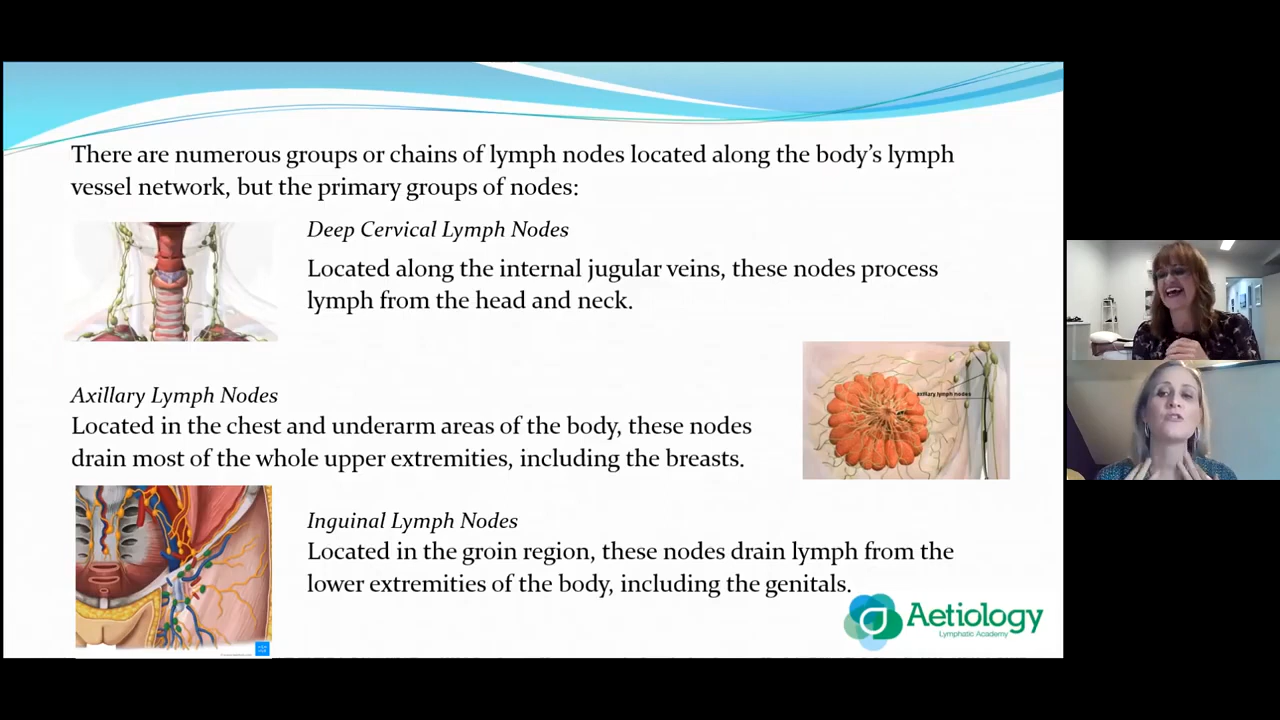 There are numerous groups or chains of lymph nodes located along the body's lymph
vessel network, but the primary groups of nodes:
Deep Cervical Lymph Nodes
Located along the internal jugular veins, these nodes process
lymph from the head and neck.
axillary lymph nodes
Axillary Lymph Nodes
Located in the chest and underarm areas of the body, these nodes
drain most of the whole upper extremities, including the breasts.
Inguinal Lymph Nodes
Located in the groin region, these nodes drain lymph from the
lower extremities of the body, including the genitals.
Aetiology
Lymphatic Academy